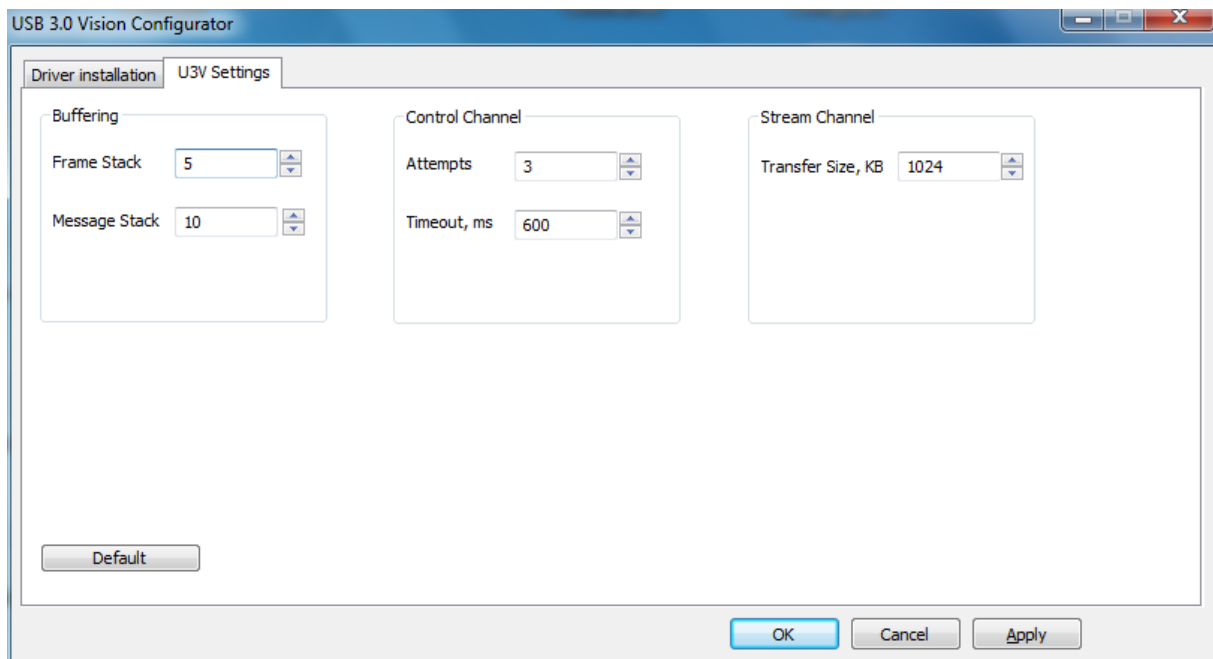 USB 3.0 Vision Configurator
Driver installation U3V Settings
Buffering Control Channel Stream Channel
Frame Stack 5 Attempts 3 Transfer Size, KB 1024
Message Stack 10 Timeout, ms 600
Default
OK Cancel Apply